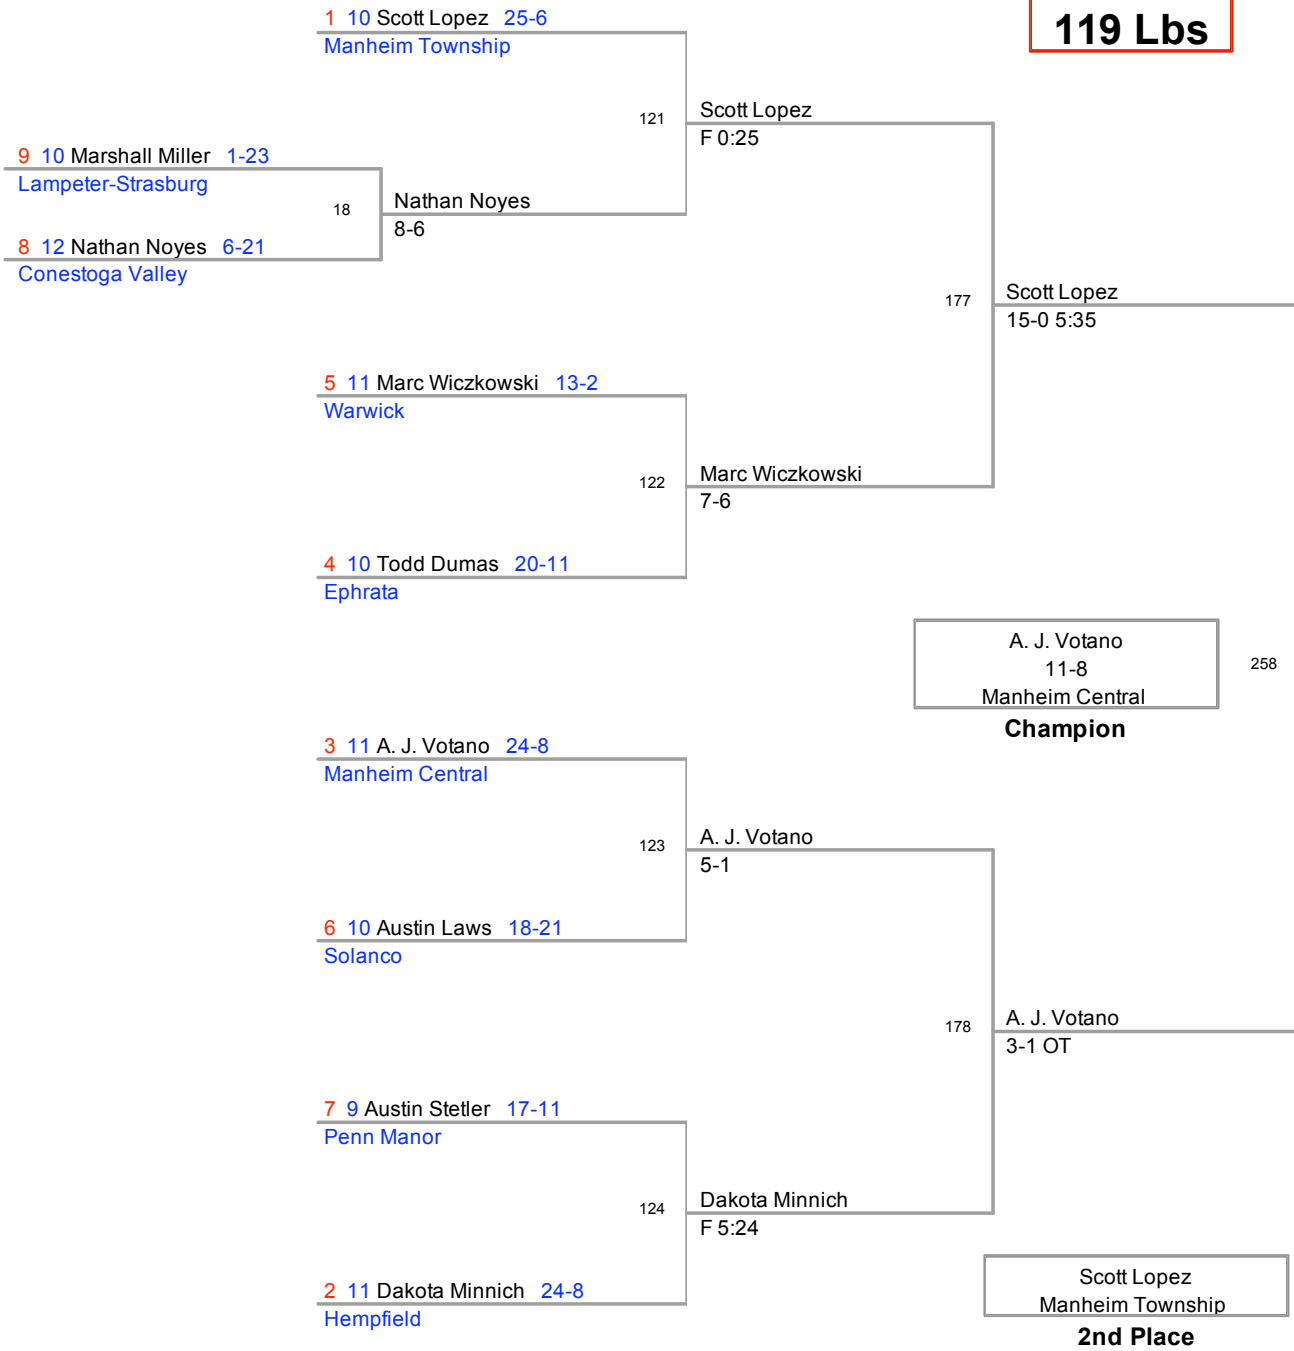 1 10 Scott Lopez 25-6
Manheim Township
119 Lbs
121
Scott Lopez
F 0:25
9 10 Marshall Miller 1-23
Lampeter-Strasburg
18
Nathan Noyes
8-6
8 12 Nathan Noyes 6-21
Conestoga Valley
177
Scott Lopez
15-0 5:35
5 11 Marc Wiczkowski 13-2
Warwick
122
Marc Wiczkowski
7-6
4 10 Todd Dumas 20-11
Ephrata
A. J. Votano
11-8
Manheim Central
258
Champion
3 11 A. J. Votano 24-8
Manheim Central
123
A. J. Votano
5-1
6 10 Austin Laws 18-21
Solanco
178
A. J. Votano
3-1 OT
7 9 Austin Stetler 17-11
Penn Manor
124
Dakota Minnich
F 5:24
2 11 Dakota Minnich 24-8
Hempfield
Scott Lopez
Manheim Township
2nd Place